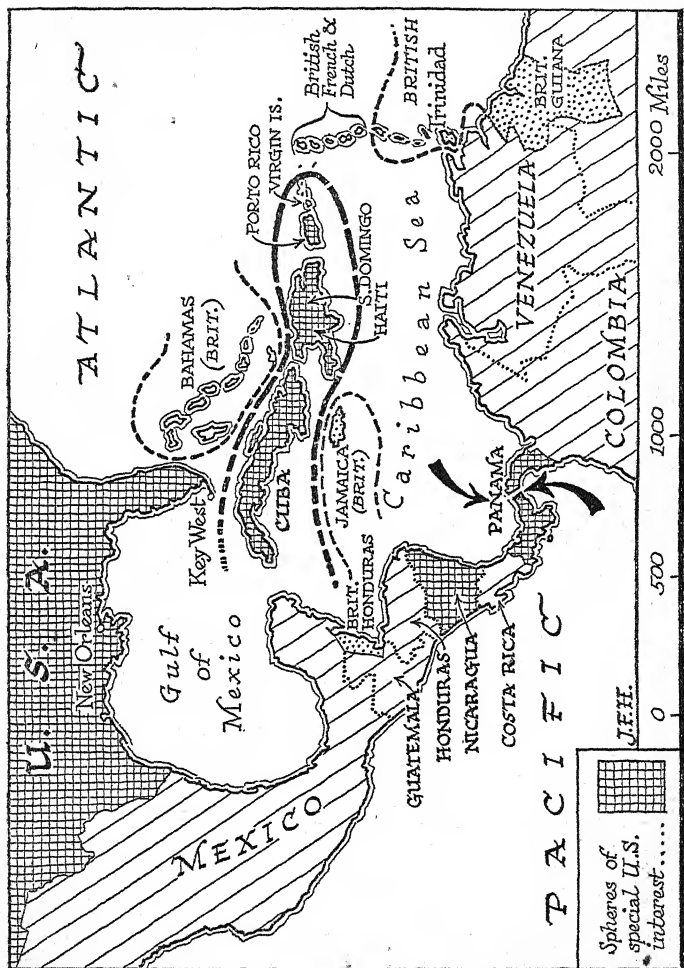 ATLANTIC
U. S. A.
New Orleans
Key West
Gulf
of
Mexico
MEXICO
BAHAMAS
(BRIT.)
CUBA
PORTO RICO
VIRGIN IS.
British
French &
Dutch
BRITISH
Trinidad
S. DOMINGO
HAITI
JAMAICA
(BRIT.)
BRIT.
HONDURAS
Caribbean Sea
GUATEMALA
HONDURAS
NICARAGUA
COSTA RICA
PANAMA
VENEZUELA
BRIT.
GUIANA
COLOMBIA
PACIFIC
Spheres of
special U.S.
interest.....
J.F.H.
0 500 1000 2000 Miles